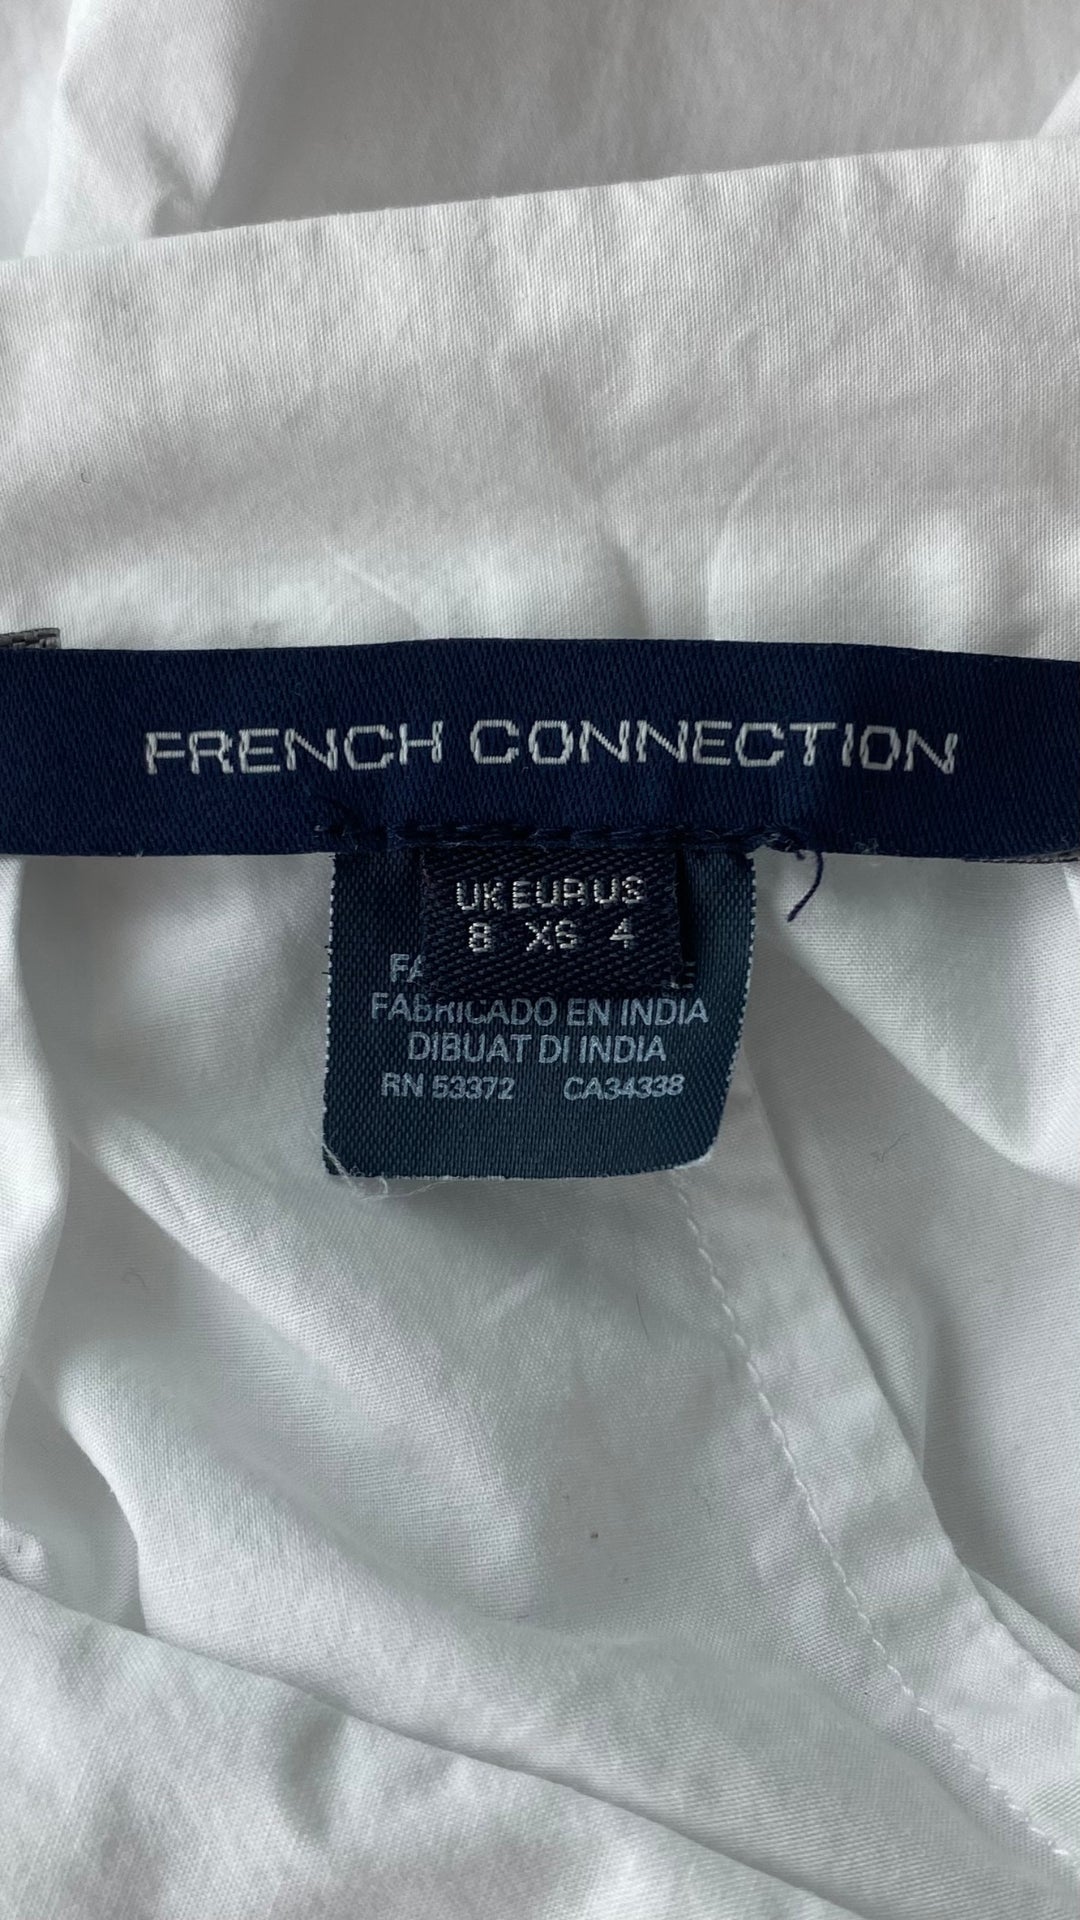 FRENCH CONNECTION
UK EUR US
8 XS 4
FABRICADO EN INDIA
DIBUAT DI INDIA
RN 53372 CA34338